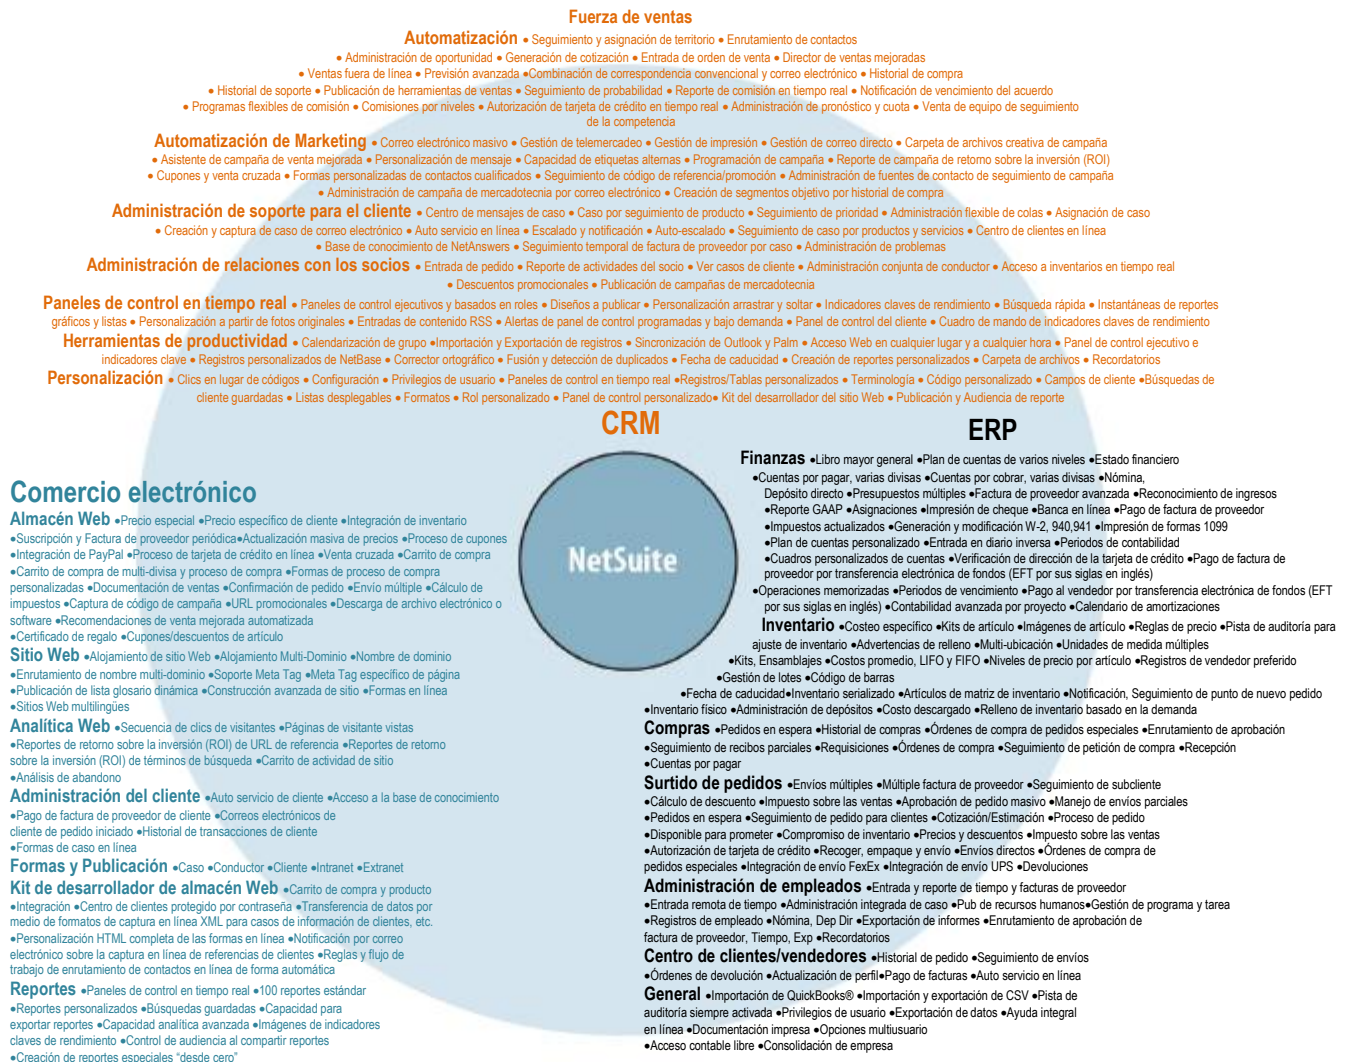 Fuerza de ventas
Automatización • Seguimiento y asignación de territorio • Enrutamiento de contactos
• Administración de oportunidad • Generación de cotización • Entrada de orden de venta • Director de ventas mejoradas
• Ventas fuera de línea • Previsión avanzada •Combinación de correspondencia convencional y correo electrónico • Historial de compra
• Historial de soporte • Publicación de herramientas de ventas • Seguimiento de probabilidad • Reporte de comisión en tiempo real • Notificación de vencimiento del acuerdo
• Programas flexibles de comisión • Comisiones por niveles • Autorización de tarjeta de crédito en tiempo real • Administración de pronóstico y cuota • Venta de equipo de seguimiento
de la competencia
Automatización de Marketing • Correo electrónico masivo • Gestión de telemercadeo • Gestión de impresión • Gestión de correo directo • Carpeta de archivos creativa de campaña
• Asistente de campaña de venta mejorada • Personalización de mensaje • Capacidad de etiquetas alternas • Programación de campaña • Reporte de campaña de retorno sobre la inversión (ROI)
• Cupones y venta cruzada • Formas personalizadas de contactos cualificados • Seguimiento de código de referencia/promoción • Administración de fuentes de contacto de seguimiento de campaña
• Administración de campaña de mercadotecnia por correo electrónico • Creación de segmentos objetivo por historial de compra
Administración de soporte para el cliente • Centro de mensajes de caso • Caso por seguimiento de producto • Seguimiento de prioridad • Administración flexible de colas • Asignación de caso
• Creación y captura de caso de correo electrónico • Auto servicio en línea • Escalado y notificación • Auto-escalado • Seguimiento de caso por productos y servicios • Centro de clientes en línea
• Base de conocimiento de NetAnswers • Seguimiento temporal de factura de proveedor por caso • Administración de problemas
Administración de relaciones con los socios • Entrada de pedido • Reporte de actividades del socio • Ver casos de cliente • Administración conjunta de conductor • Acceso a inventarios en tiempo real
• Descuentos promocionales • Publicación de campañas de mercadotecnia
Paneles de control en tiempo real • Paneles de control ejecutivos y basados en roles • Diseños a publicar • Personalización arrastrar y soltar • Indicadores claves de rendimiento • Búsqueda rápida • Instantáneas de reportes
gráficos y listas • Personalización a partir de fotos originales • Entradas de contenido RSS • Alertas de panel de control programadas y bajo demanda • Panel de control del cliente • Cuadro de mando de indicadores claves de rendimiento
Herramientas de productividad • Calendarización de grupo •Importación y Exportación de registros • Sincronización de Outlook y Palm • Acceso Web en cualquier lugar y a cualquier hora • Panel de control ejecutivo e
indicadores clave • Registros personalizados de NetBase • Corrector ortográfico • Fusión y detección de duplicados • Fecha de caducidad • Creación de reportes personalizados • Carpeta de archivos • Recordatorios
Personalización • Clics en lugar de códigos • Configuración • Privilegios de usuario • Paneles de control en tiempo real •Registros/Tablas personalizados • Terminología • Código personalizado • Campos de cliente •Búsquedas de
cliente guardadas • Listas desplegables • Formatos • Rol personalizado • Panel de control personalizado• Kit del desarrollador del sitio Web • Publicación y Audiencia de reporte
CRM
NetSuite
Comercio electrónico
Almacén Web •Precio especial •Precio específico de cliente •Integración de inventario
•Suscripción y Factura de proveedor periódica•Actualización masiva de precios •Proceso de cupones
•Integración de PayPal •Proceso de tarjeta de crédito en línea •Venta cruzada •Carrito de compra
•Carrito de compra de multi-divisa y proceso de compra •Formas de proceso de compra
personalizadas •Documentación de ventas •Confirmación de pedido •Envío múltiple •Cálculo de
impuestos •Captura de código de campaña •URL promocionales •Descarga de archivo electrónico o
software •Recomendaciones de venta mejorada automatizada
•Certificado de regalo •Cupones/descuentos de artículo
Sitio Web •Alojamiento de sitio Web •Alojamiento Multi-Dominio •Nombre de dominio
•Enrutamiento de nombre multi-dominio •Soporte Meta Tag •Meta Tag específico de página
•Publicación de lista glosario dinámica •Construcción avanzada de sitio •Formas en línea
•Sitios Web multilingües
Analítica Web •Secuencia de clics de visitantes •Páginas de visitante vistas
•Reportes de retorno sobre la inversión (ROI) de URL de referencia •Reportes de retorno
sobre la inversión (ROI) de términos de búsqueda •Carrito de actividad de sitio
•Análisis de abandono
Administración del cliente •Auto servicio de cliente •Acceso a la base de conocimiento
•Pago de factura de proveedor de cliente •Correos electrónicos de
cliente de pedido iniciado •Historial de transacciones de cliente
•Formas de caso en línea
Formas y Publicación •Caso •Conductor •Cliente •Intranet •Extranet
Kit de desarrollador de almacén Web •Carrito de compra y producto
•Integración •Centro de clientes protegido por contraseña •Transferencia de datos por
medio de formatos de captura en línea XML para casos de información de clientes, etc.
•Personalización HTML completa de las formas en línea •Notificación por correo
electrónico sobre la captura en línea de referencias de clientes •Reglas y flujo de
trabajo de enrutamiento de contactos en línea de forma automática
Reportes •Paneles de control en tiempo real •100 reportes estándar
•Reportes personalizados •Búsquedas guardadas •Capacidad para
exportar reportes •Capacidad analítica avanzada •Imágenes de indicadores
claves de rendimiento •Control de audiencia al compartir reportes
•Creación de reportes especiales “desde cero”
ERP
Finanzas •Libro mayor general •Plan de cuentas de varios niveles •Estado financiero
•Cuentas por pagar, varias divisas •Cuentas por cobrar, varias divisas •Nómina,
Depósito directo •Presupuestos múltiples •Factura de proveedor avanzada •Reconocimiento de ingresos
•Reporte GAAP •Asignaciones •Impresión de cheque •Banca en línea •Pago de factura de proveedor
•Impuestos actualizados •Generación y modificación W-2, 940,941 •Impresión de formas 1099
•Plan de cuentas personalizado •Entrada en diario inversa •Periodos de contabilidad
•Cuadros personalizados de cuentas •Verificación de dirección de la tarjeta de crédito •Pago de factura de
proveedor por transferencia electrónica de fondos (EFT por sus siglas en inglés)
•Operaciones memorizadas •Periodos de vencimiento •Pago al vendedor por transferencia electrónica de fondos (EFT
por sus siglas en inglés) •Contabilidad avanzada por proyecto •Calendario de amortizaciones
Inventario •Costeo específico •Kits de artículo •Imágenes de artículo •Reglas de precio •Pista de auditoría para
ajuste de inventario •Advertencias de relleno •Multi-ubicación •Unidades de medida múltiples
•Kits, Ensamblajes •Costos promedio, LIFO y FIFO •Niveles de precio por artículo •Registros de vendedor preferido
•Gestión de lotes •Código de barras
•Fecha de caducidad•Inventario serializado •Artículos de matriz de inventario •Notificación, Seguimiento de punto de nuevo pedido
•Inventario físico •Administración de depósitos •Costo descargado •Relleno de inventario basado en la demanda
Compras •Pedidos en espera •Historial de compras •Órdenes de compra de pedidos especiales •Enrutamiento de aprobación
•Seguimiento de recibos parciales •Requisiciones •Órdenes de compra •Seguimiento de petición de compra •Recepción
•Cuentas por pagar
Surtido de pedidos •Envíos múltiples •Múltiple factura de proveedor •Seguimiento de subcliente
•Cálculo de descuento •Impuesto sobre las ventas •Aprobación de pedido masivo •Manejo de envíos parciales
•Pedidos en espera •Seguimiento de pedido para clientes •Cotización/Estimación •Proceso de pedido
•Disponible para prometer •Compromiso de inventario •Precios y descuentos •Impuesto sobre las ventas
•Autorización de tarjeta de crédito •Recoger, empaque y envío •Envíos directos •Órdenes de compra de
pedidos especiales •Integración de envío FexEx •Integración de envío UPS •Devoluciones
Administración de empleados •Entrada y reporte de tiempo y facturas de proveedor
•Entrada remota de tiempo •Administración integrada de caso •Pub de recursos humanos•Gestión de programa y tarea
•Registros de empleado •Nómina, Dep Dir •Exportación de informes •Enrutamiento de aprobación de
factura de proveedor, Tiempo, Exp •Recordatorios
Centro de clientes/vendedores •Historial de pedido •Seguimiento de envíos
•Órdenes de devolución •Actualización de perfil•Pago de facturas •Auto servicio en línea
General •Importación de QuickBooks® •Importación y exportación de CSV •Pista de
auditoría siempre activada •Privilegios de usuario •Exportación de datos •Ayuda integral
en línea •Documentación impresa •Opciones multiusuario
•Acceso contable libre •Consolidación de empresa